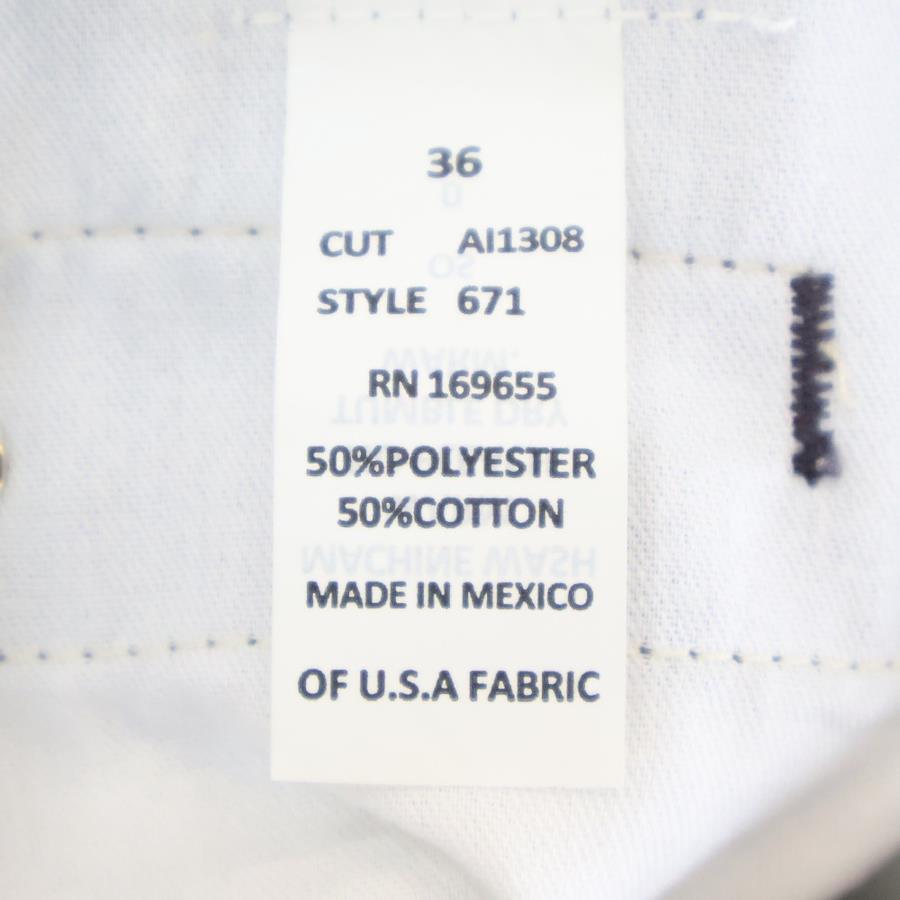 36
CUT AI1308
STYLE 671
RN 169655
50%POLYESTER
50%COTTON
MADE IN MEXICO
OF U.S.A FABRIC